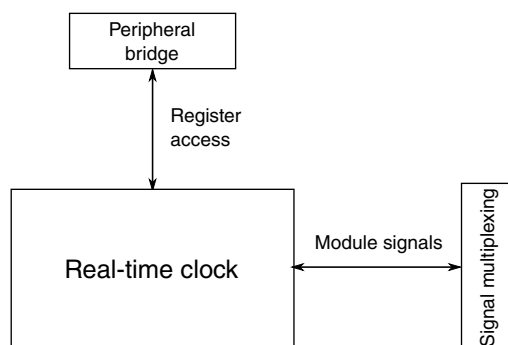 Peripheral
bridge
Register
access
Real-time clock
Module signals
Signal multiplexing